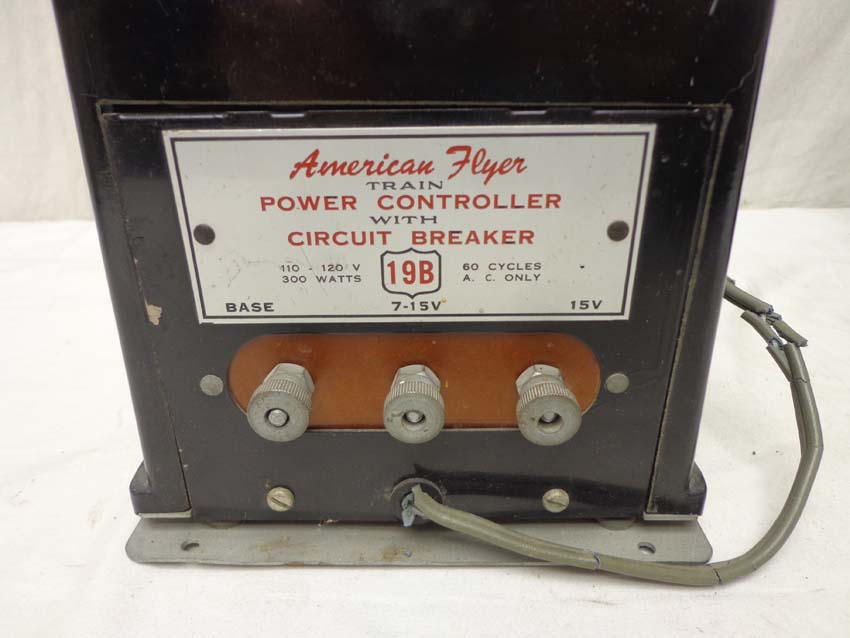 American Flyer
TRAIN
POWER CONTROLLER
WITH
CIRCUIT BREAKER
110 - 120 V 19B 60 CYCLES
300 WATTS A. C. ONLY
BASE 7-15V 15V